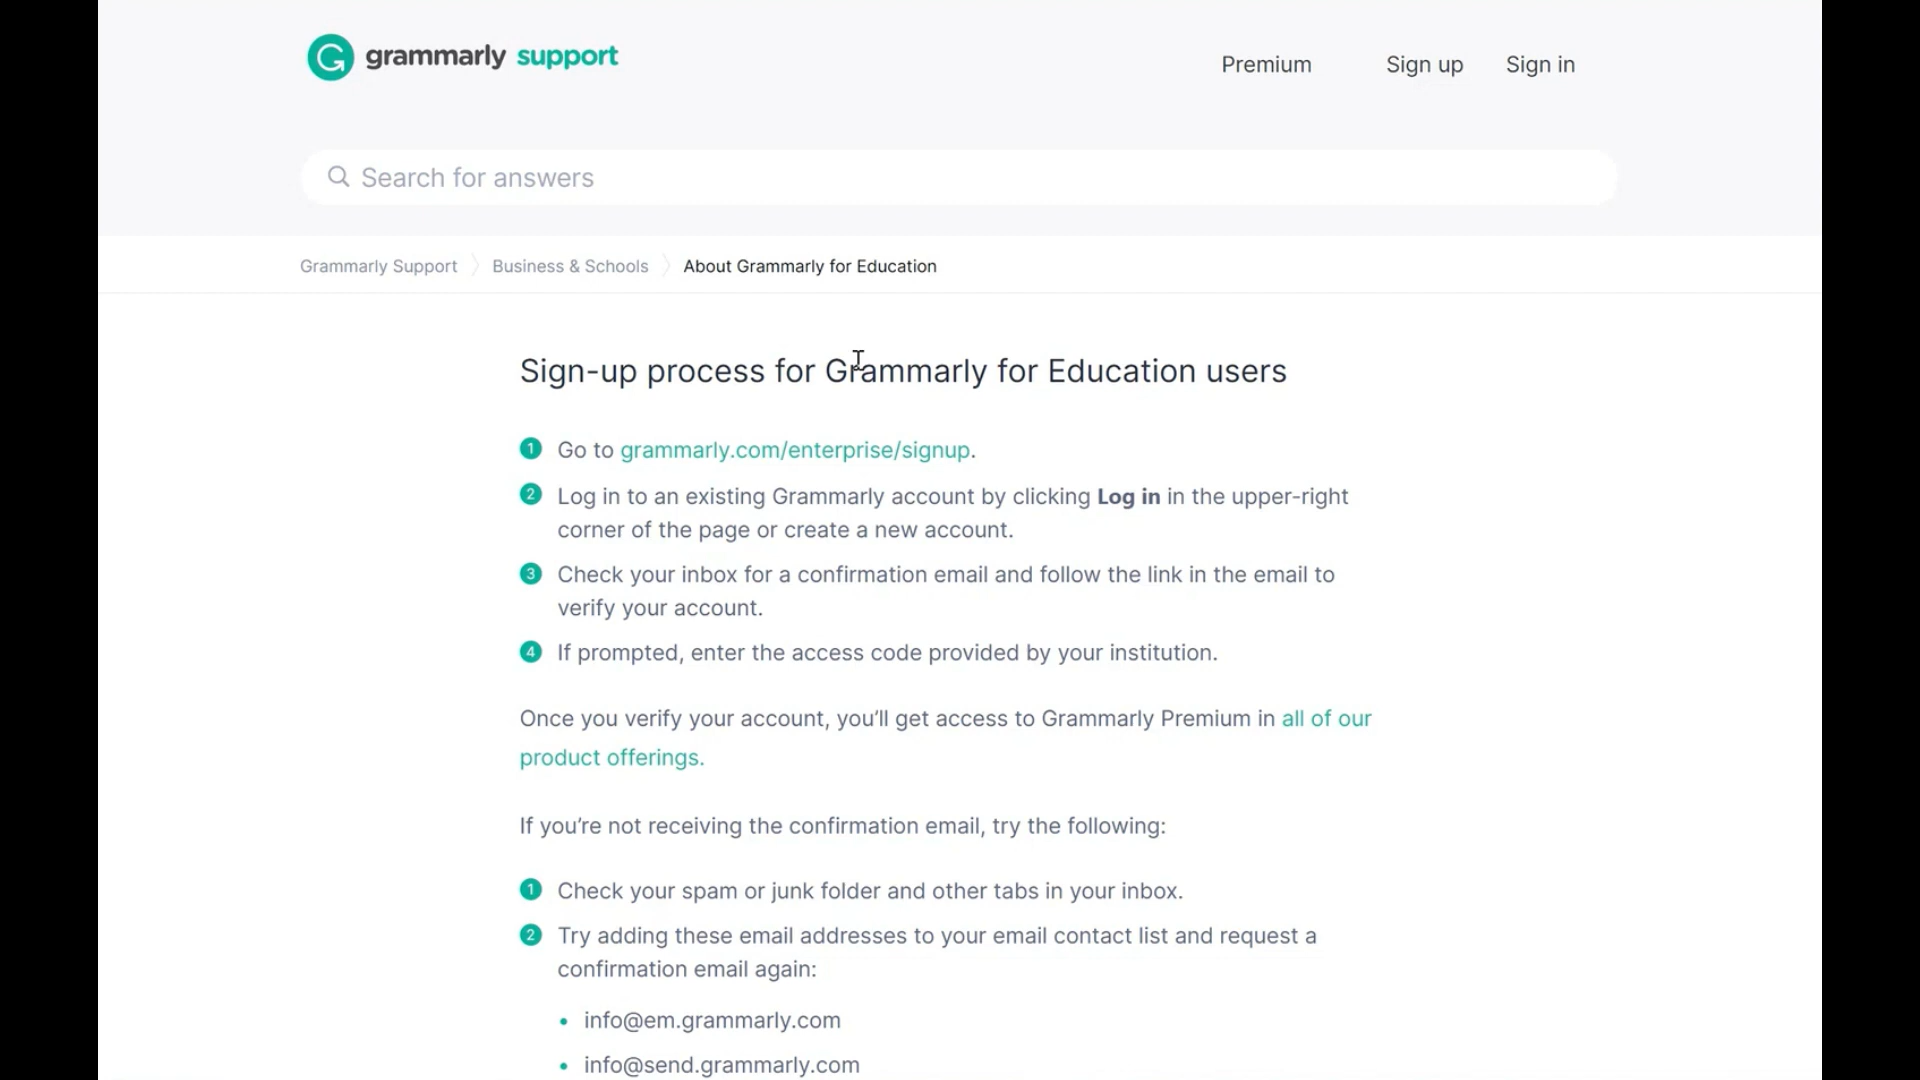 grammarly support
Premium Sign up Sign in
Search for answers
Grammarly Support Business & Schools About Grammarly for Education
Sign-up process for Grammarly for Education users
1 Go to grammarly.com/enterprise/signup.
2 Log in to an existing Grammarly account by clicking Log in in the upper-right
corner of the page or create a new account.
3 Check your inbox for a confirmation email and follow the link in the email to
verify your account.
4 If prompted, enter the access code provided by your institution.
Once you verify your account, you’ll get access to Grammarly Premium in all of our
product offerings.
If you’re not receiving the confirmation email, try the following:
1 Check your spam or junk folder and other tabs in your inbox.
2 Try adding these email addresses to your email contact list and request a
confirmation email again:
• info@em.grammarly.com
• info@send.grammarly.com